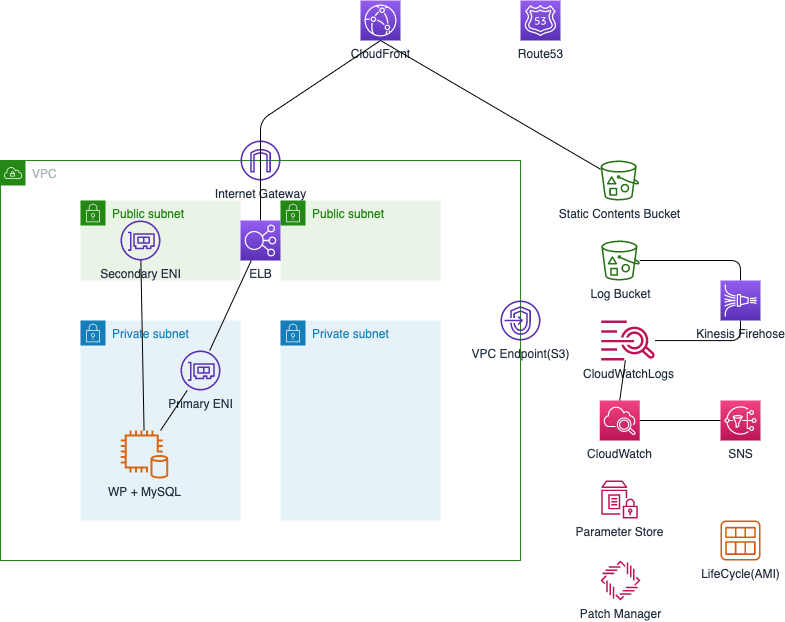 CloudFront
53
Route53
VPC
Internet Gateway
Static Contents Bucket
Public subnet
Public subnet
Secondary ENI
ELB
Log Bucket
Private subnet
Private subnet
Kinesis Firehose
VPC Endpoint(S3)
CloudWatchLogs
Primary ENI
CloudWatch
SNS
WP + MySQL
Parameter Store
LifeCycle(AMI)
Patch Manager